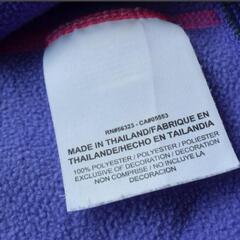 RN#56323 - CA#05553
MADE IN THAILAND/FABRIQUE EN
THAILANDE/HECHO EN TAILANDIA
100% POLYESTER / POLYESTER / POLIÉSTER
EXCLUSIVE OF DECORATION / DECORATION
NON COMPRISE / NO INCLUYE LA
DECORACION